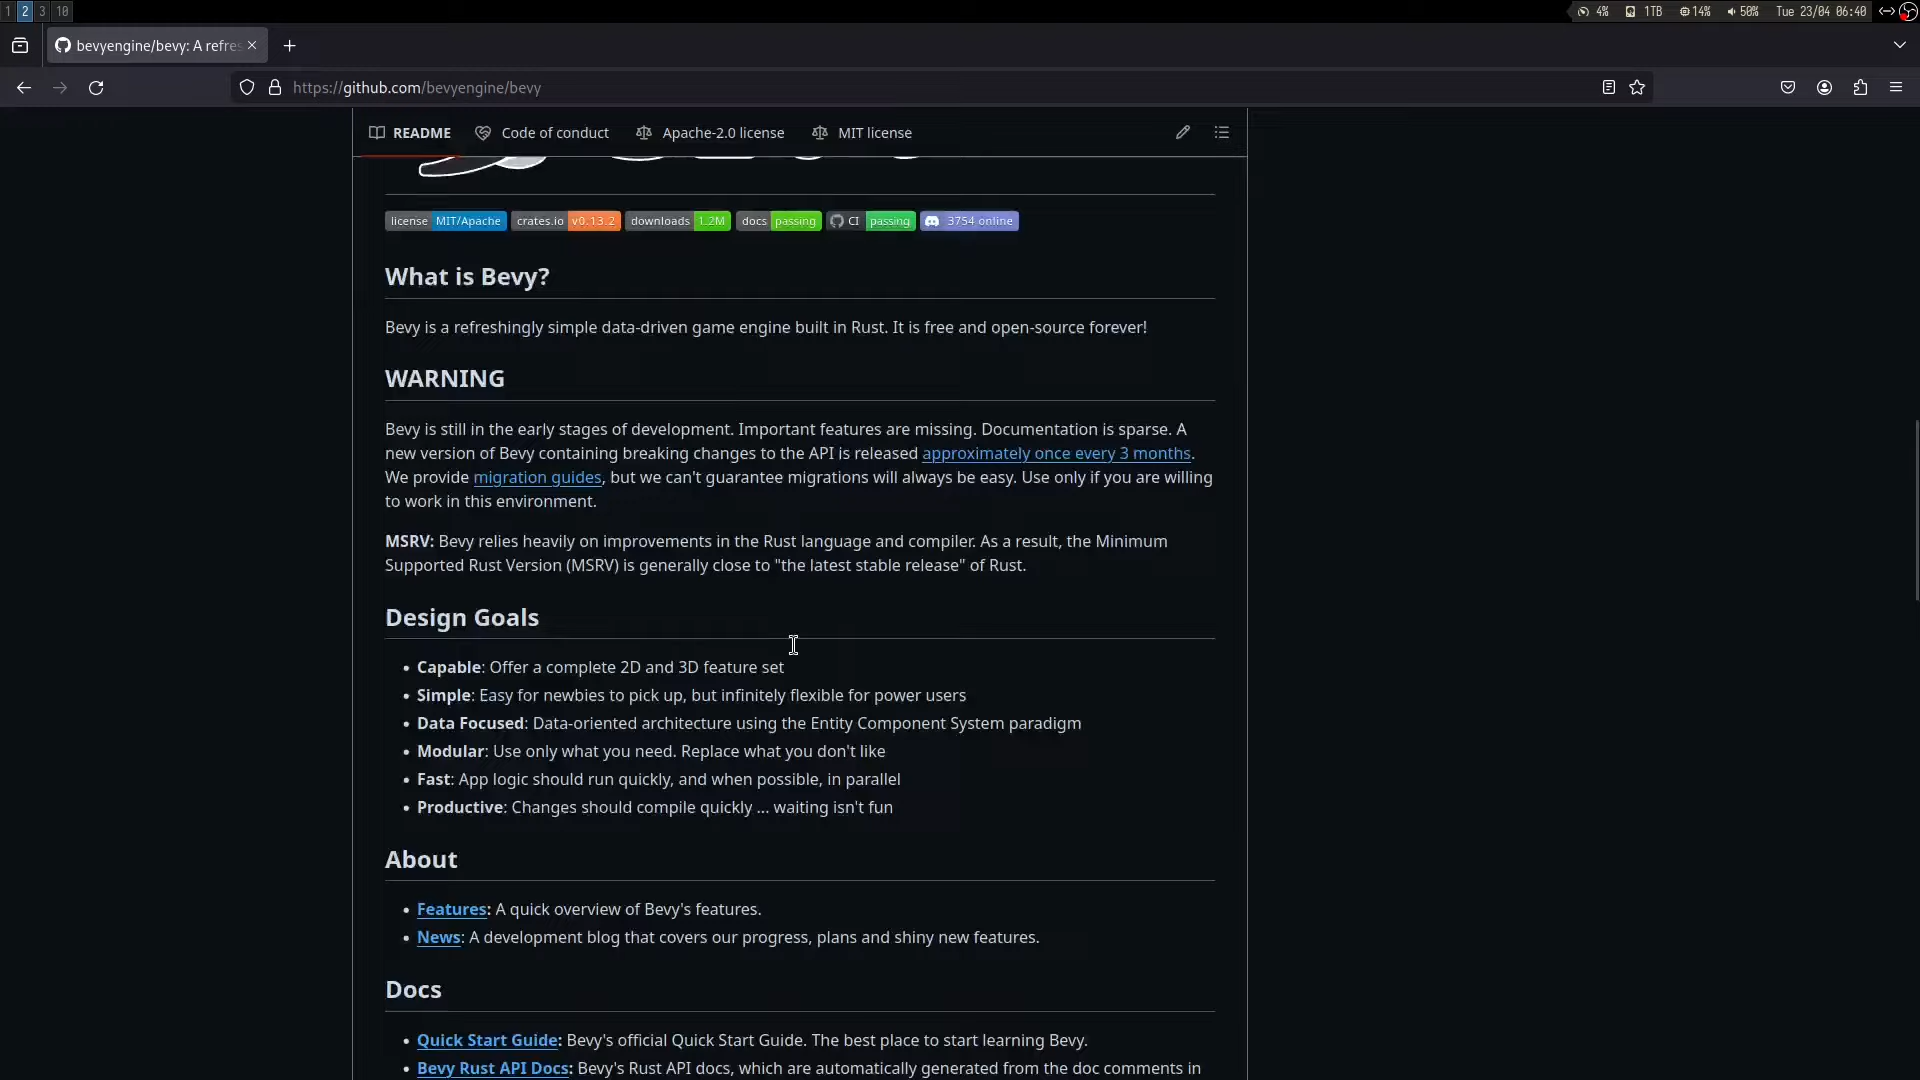 1 2 3 10
4% 1TB 14% 50% Tue 23/04 06:40
bevyengine/bevy: A refres
https://github.com/bevyengine/bevy
README Code of conduct Apache-2.0 license MIT license
license MIT/Apache crates.io v0.13.2 downloads 1.2M docs passing CI passing 3754 online
What is Bevy?
Bevy is a refreshingly simple data-driven game engine built in Rust. It is free and open-source forever!
WARNING
Bevy is still in the early stages of development. Important features are missing. Documentation is sparse. A
new version of Bevy containing breaking changes to the API is released approximately once every 3 months.
We provide migration guides, but we can't guarantee migrations will always be easy. Use only if you are willing
to work in this environment.
MSRV: Bevy relies heavily on improvements in the Rust language and compiler. As a result, the Minimum
Supported Rust Version (MSRV) is generally close to "the latest stable release" of Rust.
Design Goals
• Capable: Offer a complete 2D and 3D feature set
• Simple: Easy for newbies to pick up, but infinitely flexible for power users
• Data Focused: Data-oriented architecture using the Entity Component System paradigm
• Modular: Use only what you need. Replace what you don't like
• Fast: App logic should run quickly, and when possible, in parallel
• Productive: Changes should compile quickly ... waiting isn't fun
About
• Features: A quick overview of Bevy's features.
• News: A development blog that covers our progress, plans and shiny new features.
Docs
• Quick Start Guide: Bevy's official Quick Start Guide. The best place to start learning Bevy.
• Bevy Rust API Docs: Bevy's Rust API docs, which are automatically generated from the doc comments in